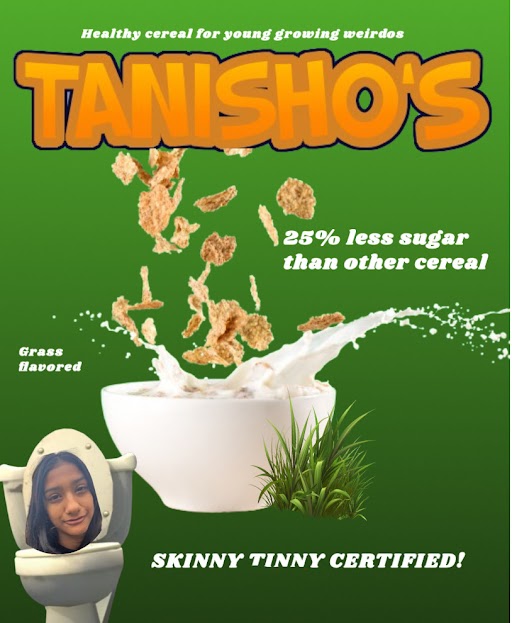 Healthy cereal for young growing weirdos
TANISHO'S
25% less sugar
than other cereal
Grass
flavored
SKINNY TINNY CERTIFIED!